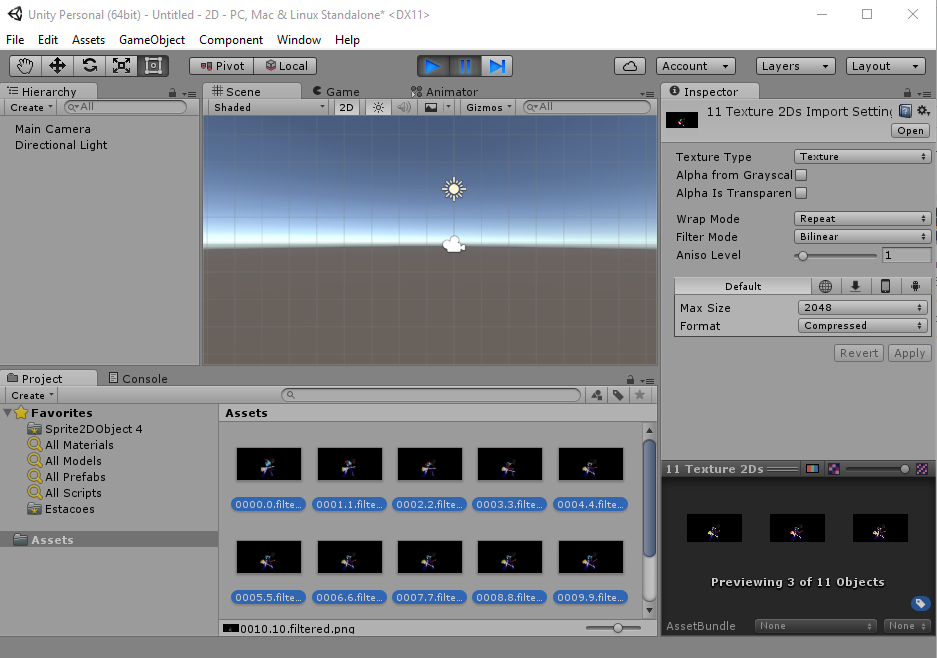 Unity Personal (64bit) - Untitled - 2D - PC, Mac & Linux Standalone* <DX11>
File Edit Assets GameObject Component Window Help
Pivot Local Account Layers Layout
Hierarchy
Create All
Main Camera
Directional Light
Scene Game Animator
Shaded 2D Gizmos All
Inspector
11 Texture 2Ds Import Setting
Open
Texture Type Texture
Alpha from Grayscal
Alpha Is Transparen
Wrap Mode Repeat
Filter Mode Bilinear
Aniso Level 1
Default
Max Size 2048
Format Compressed
Revert Apply
Project Console
Create
Favorites
Sprite2DObject 4
All Materials
All Models
All Prefabs
All Scripts
Estacoes
Assets
Assets
0000.0.filte... 0001.1.filte... 0002.2.filte... 0003.3.filte... 0004.4.filte...
0005.5.filte... 0006.6.filte... 0007.7.filte... 0008.8.filte... 0009.9.filte...
0010.10.filtered.png
11 Texture 2Ds
Previewing 3 of 11 Objects
AssetBundle None None